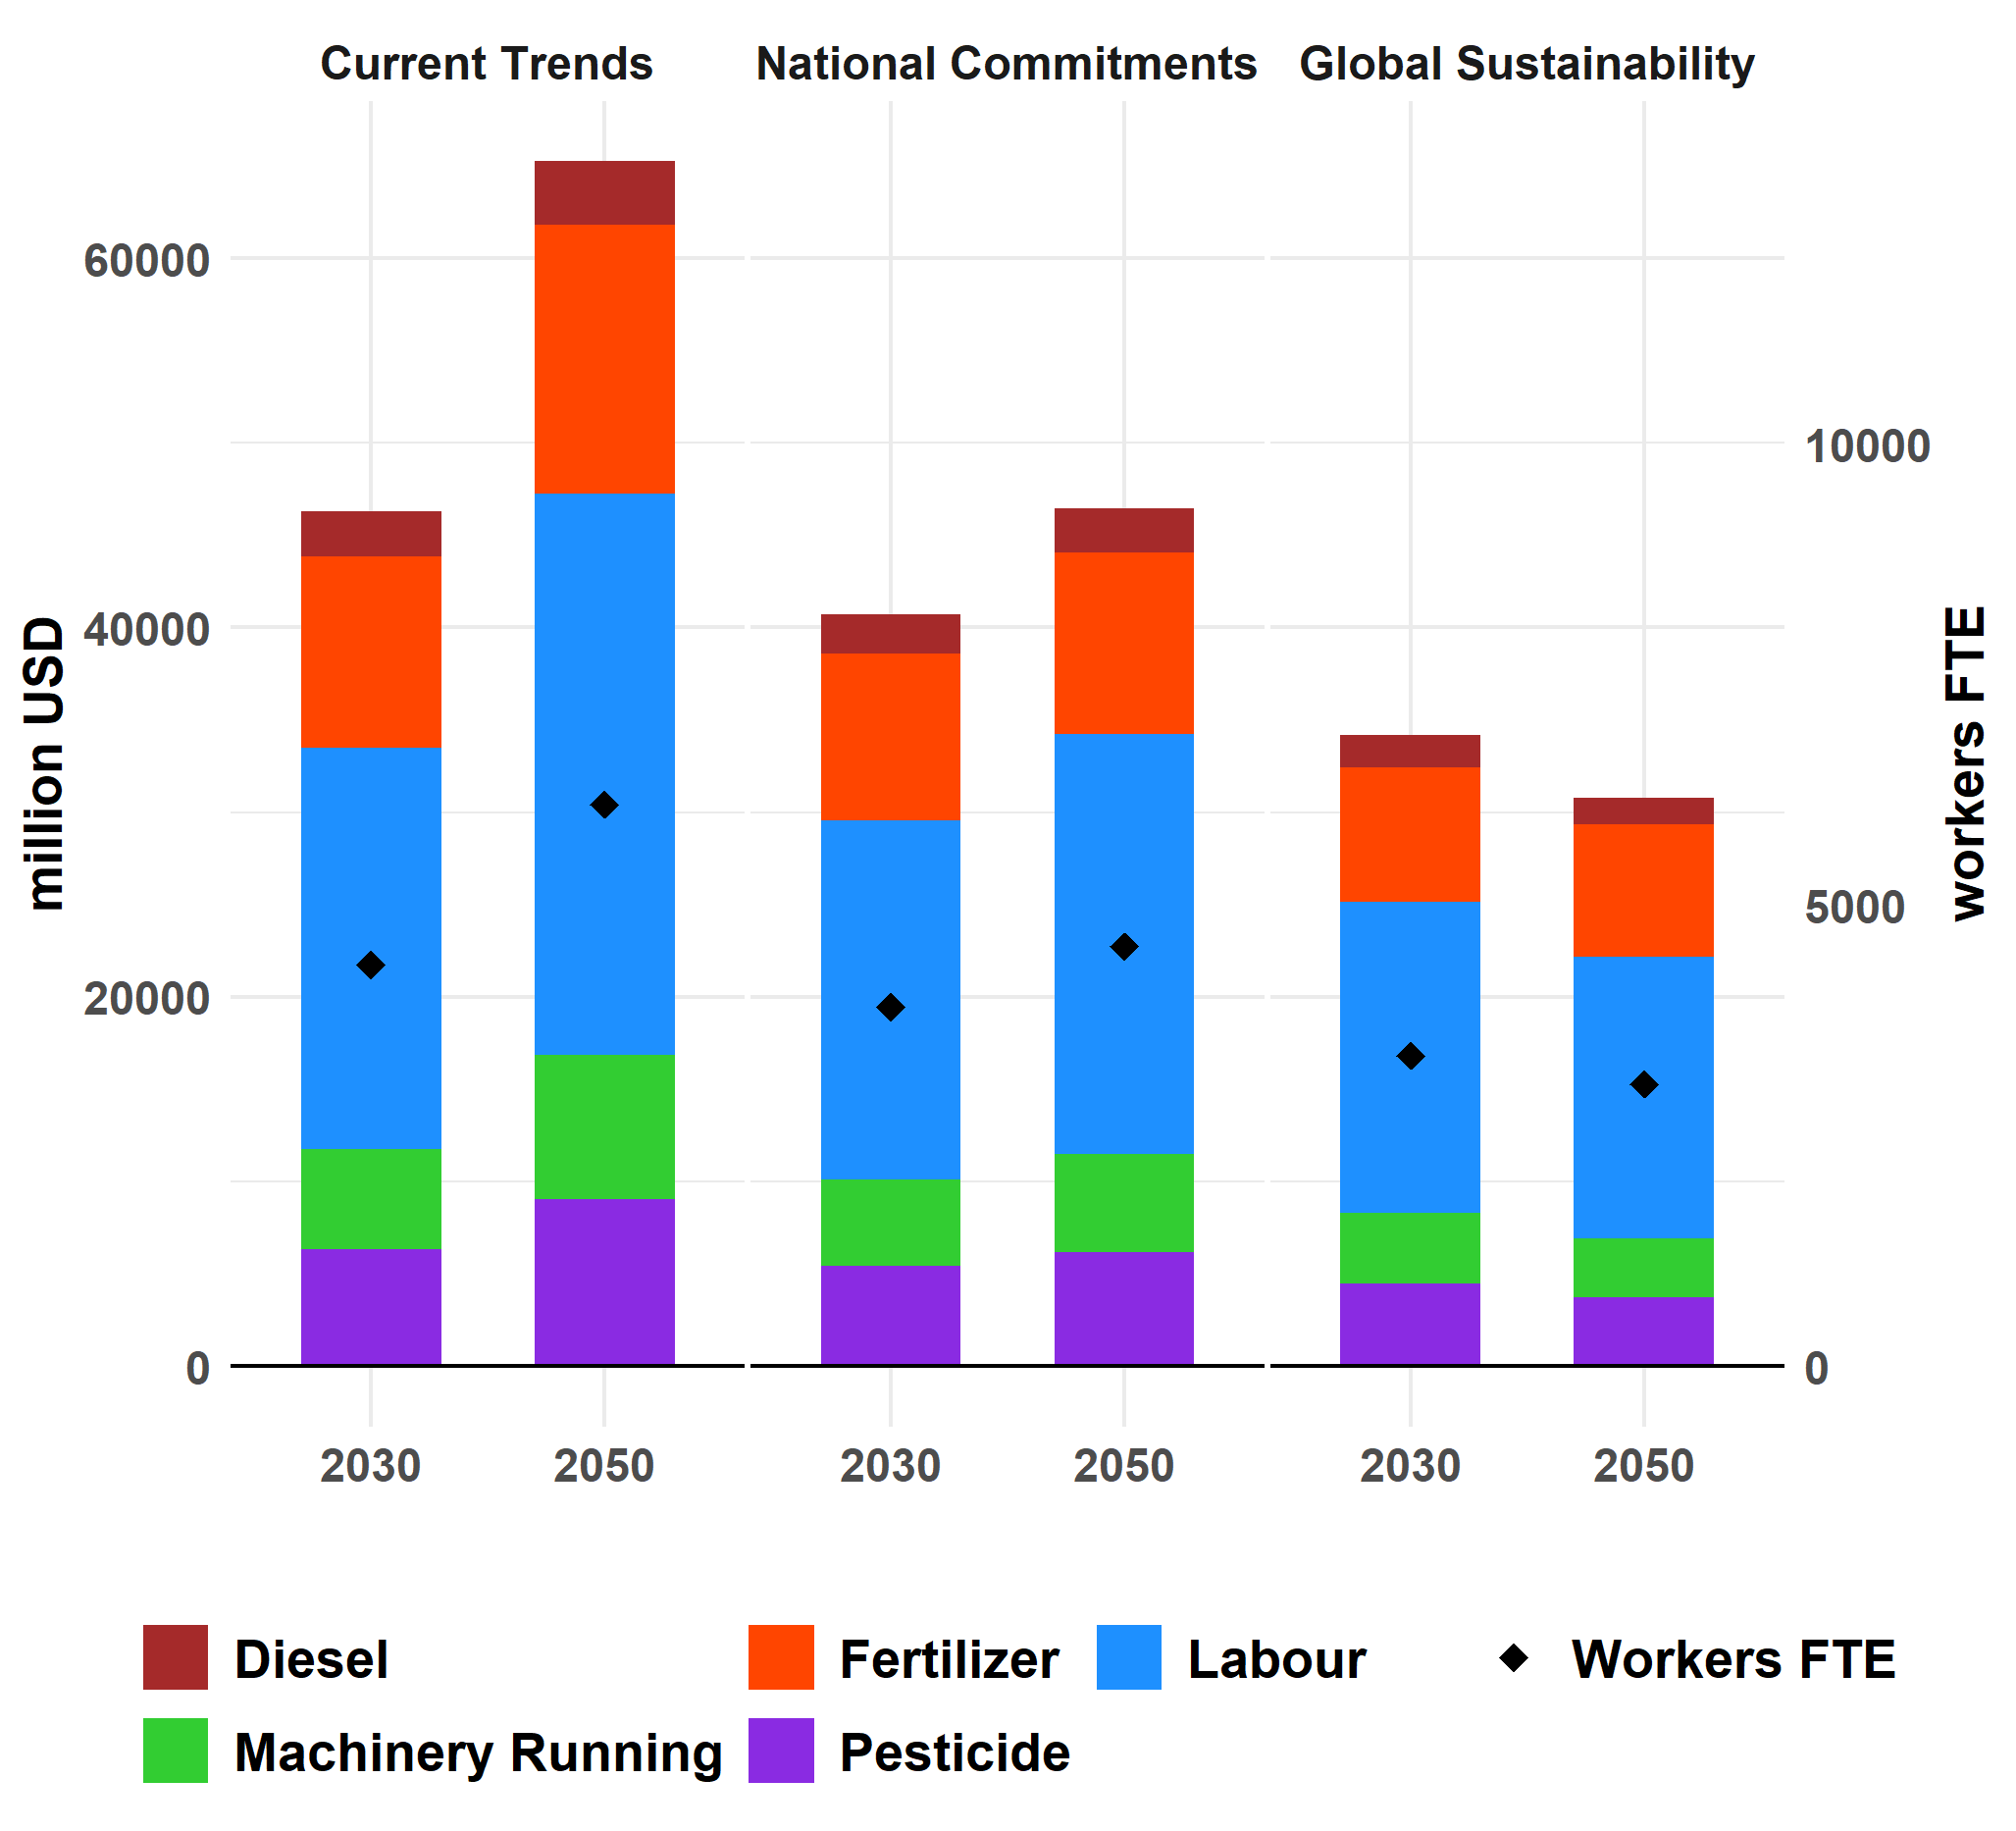 Current Trends National Commitments Global Sustainability
60000
40000
20000
0
million USD
10000
5000
0
workers FTE
2030 2050 2030 2050 2030 2050
Diesel Fertilizer Labour Workers FTE
Machinery Running Pesticide